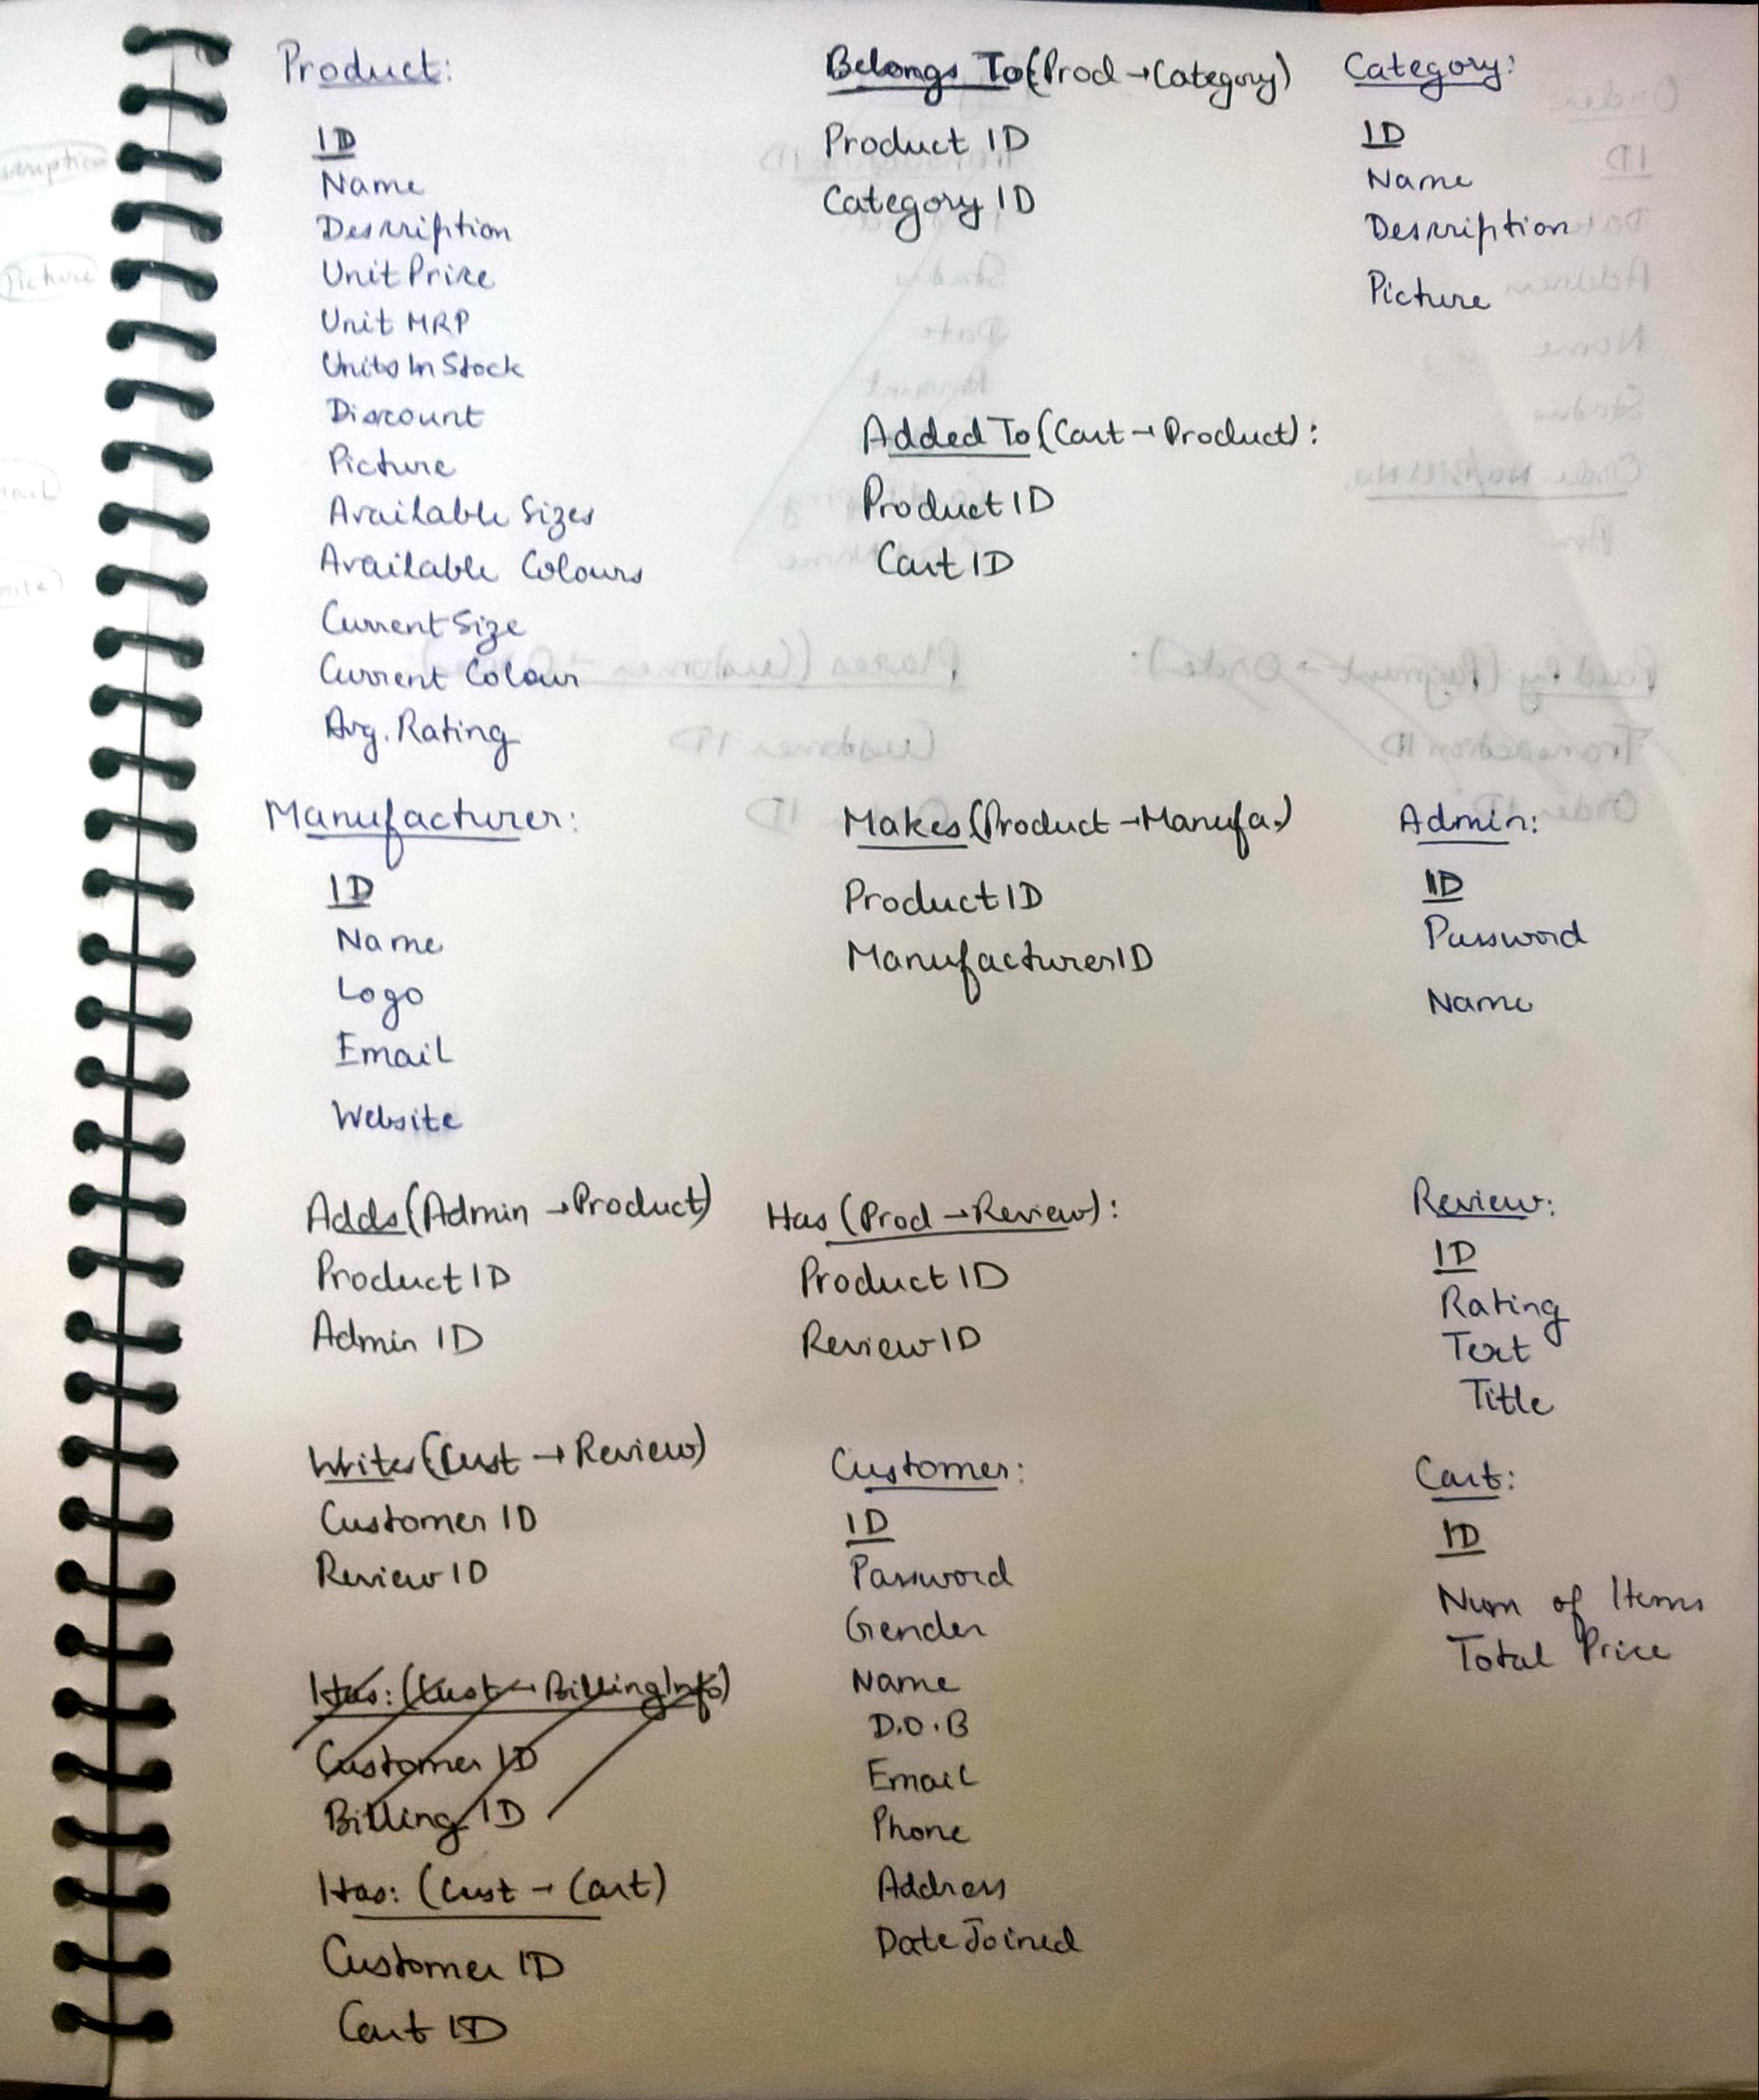 Product:
ID
Name
Description
Unit Price
Unit MRP
Units In Stock
Discount
Picture
Available Sizes
Available Colours
Current Size
Current Colour
Avg. Rating
Belongs To (Prod → Category)
Product ID
Category ID
Category:
ID
Name
Description
Picture
Added To (Cart → Product):
Product ID
Cart ID
Manufacturer:
ID
Name
Logo
Email
Website
Makes (Product → Manufa.)
Product ID
Manufacturer ID
Admin:
ID
Password
Name
Adds (Admin → Product)
Product ID
Admin ID
Has (Prod → Review):
Product ID
Review ID
Review:
ID
Rating
Text
Title
Writes (Cust → Review)
Customer ID
Review ID
Customer:
ID
Password
Gender
Name
D.O.B
Email
Phone
Address
Date Joined
Cart:
ID
Num of Items
Total Price
Has: (Cust → Billing Info)
Customer ID
Billing ID
Has: (Cust → Cart)
Customer ID
Cart ID